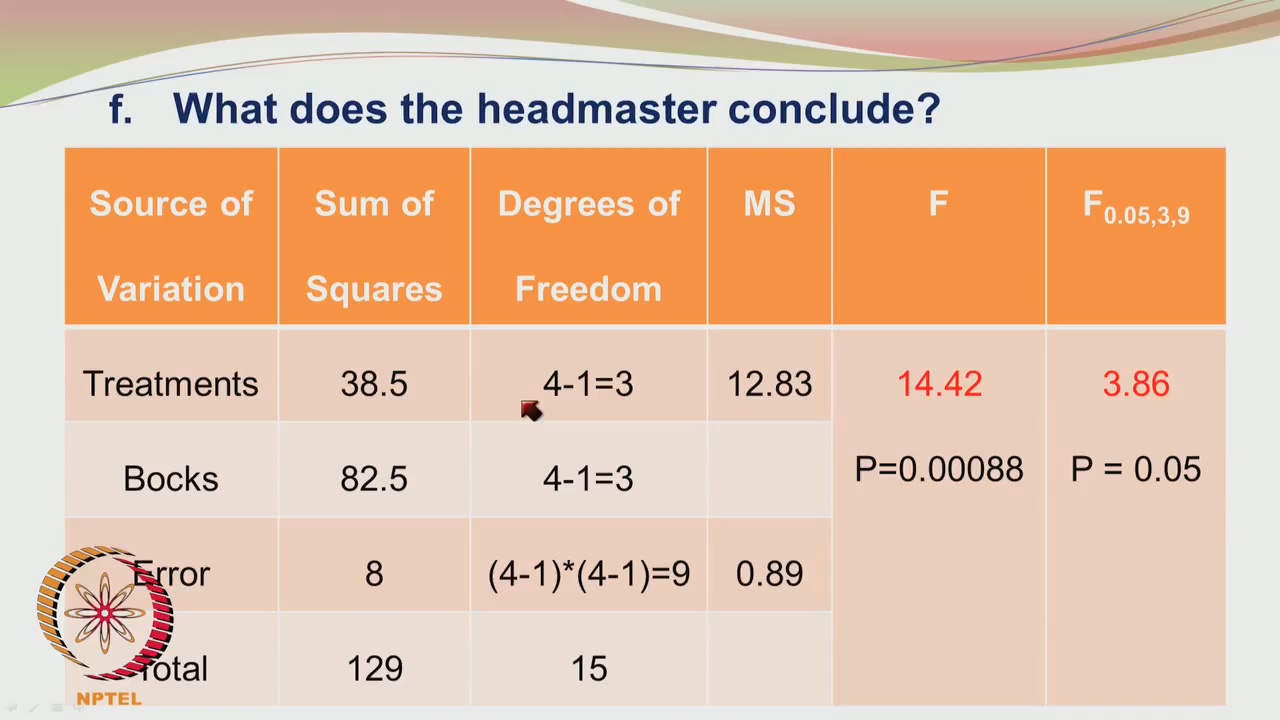 f. What does the headmaster conclude?
Source of Variation Sum of Squares Degrees of Freedom MS F F0.05,3,9
Treatments 38.5 4-1=3 12.83 14.42 3.86
P=0.00088 P = 0.05
Bocks 82.5 4-1=3
Error 8 (4-1)*(4-1)=9 0.89
Total 129 15
NPTEL